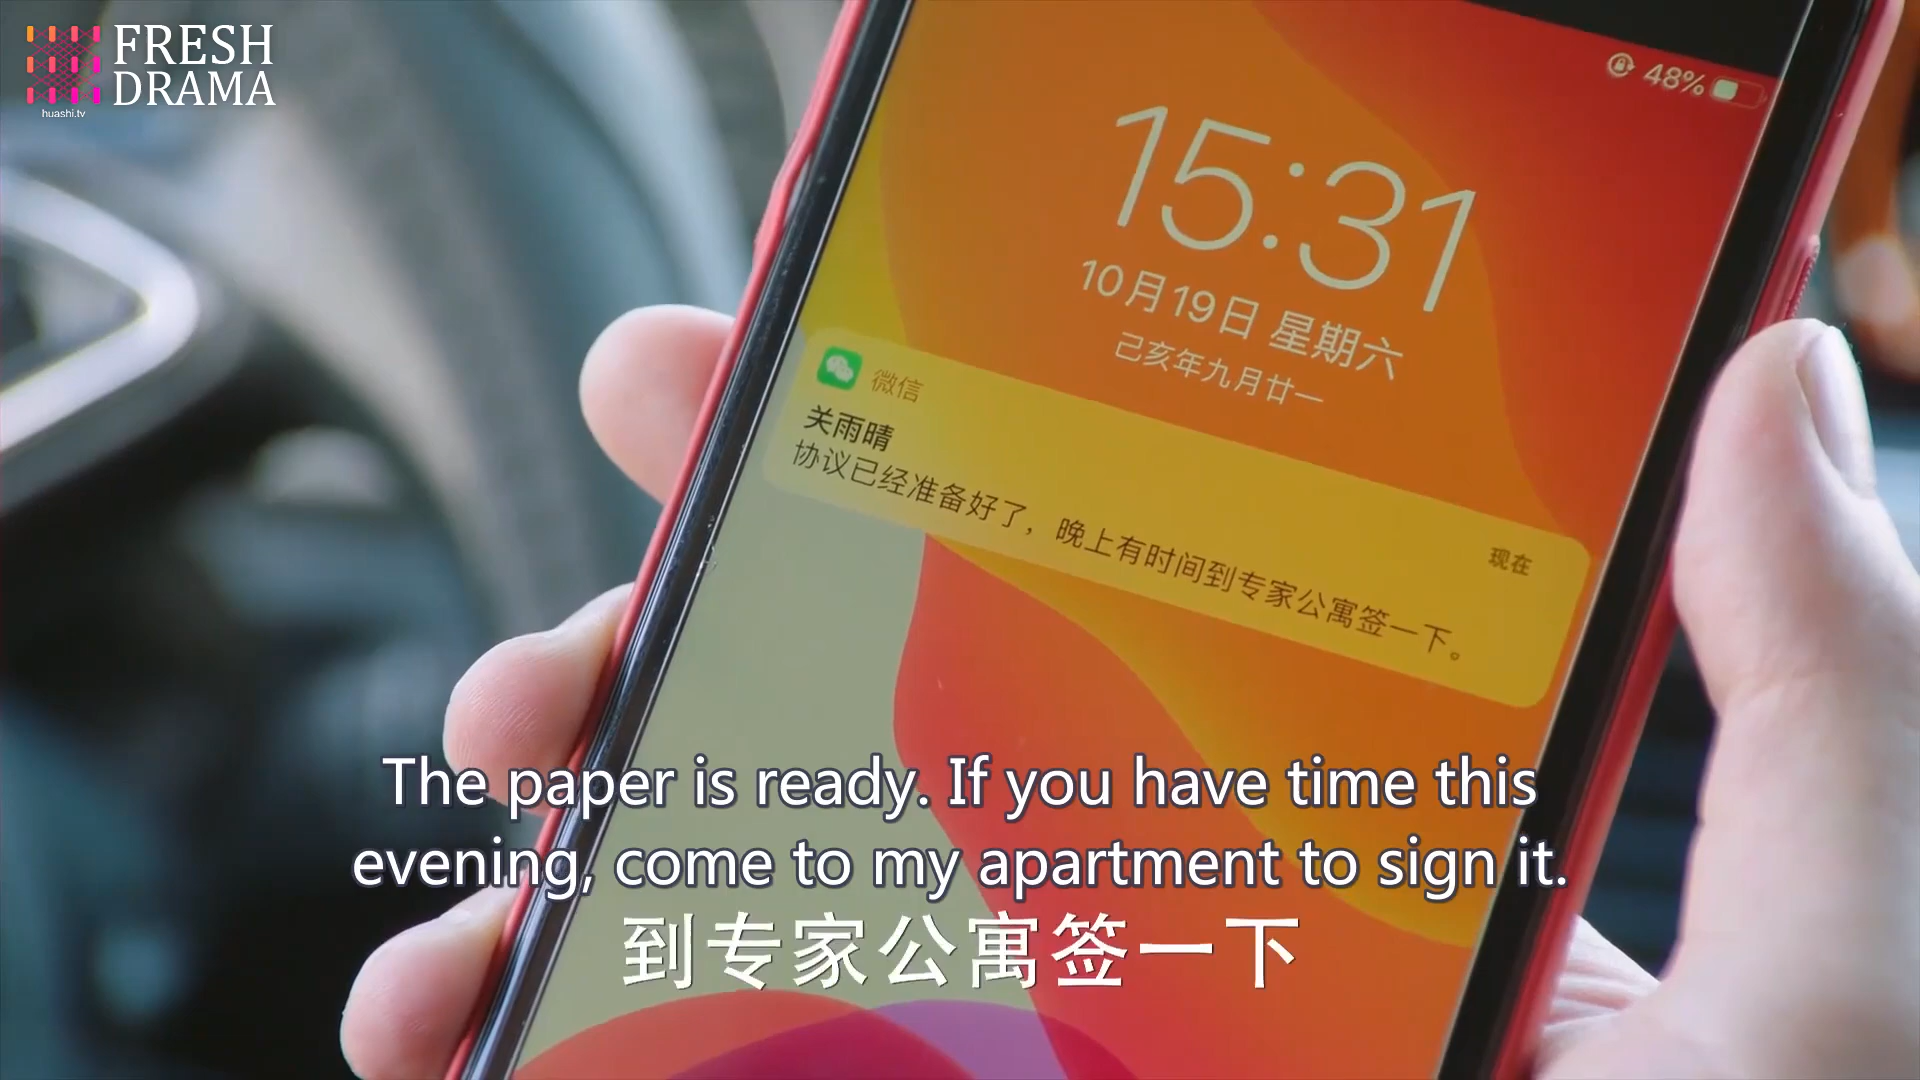 FRESH
DRAMA
huashi.tv
48%
15:31
10月19日 星期六
己亥年九月廿一
微信
现在
关雨晴
协议已经准备好了，晚上有时间到专家公寓签一下。
The paper is ready. If you have time this
evening, come to my apartment to sign it.
到专家公寓签一下